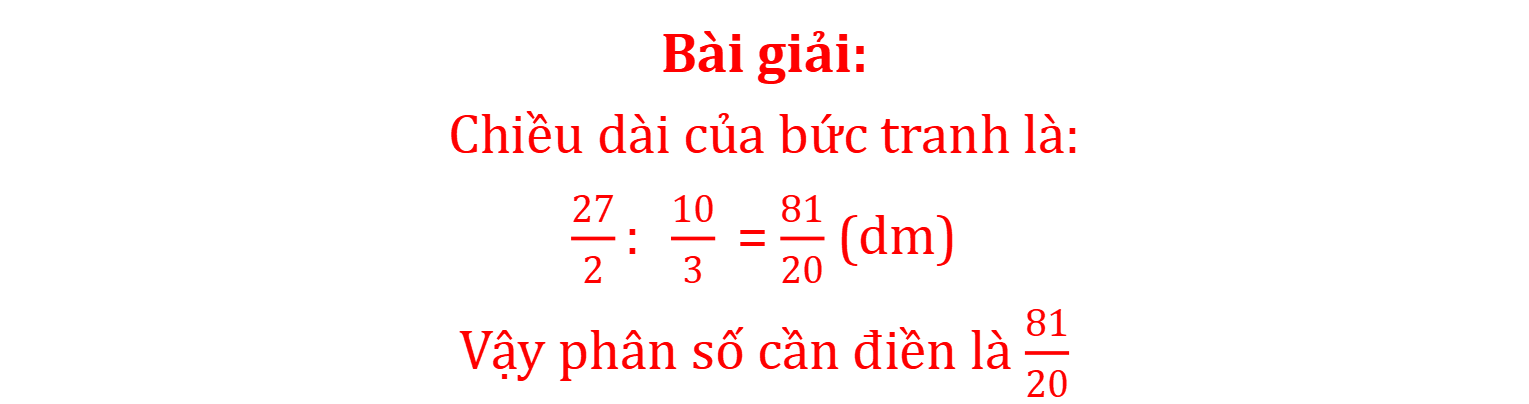 Bài giải:
Chiều dài của bức tranh là:
27/2 : 10/3 = 81/20 (dm)
Vậy phân số cần điền là 81/20